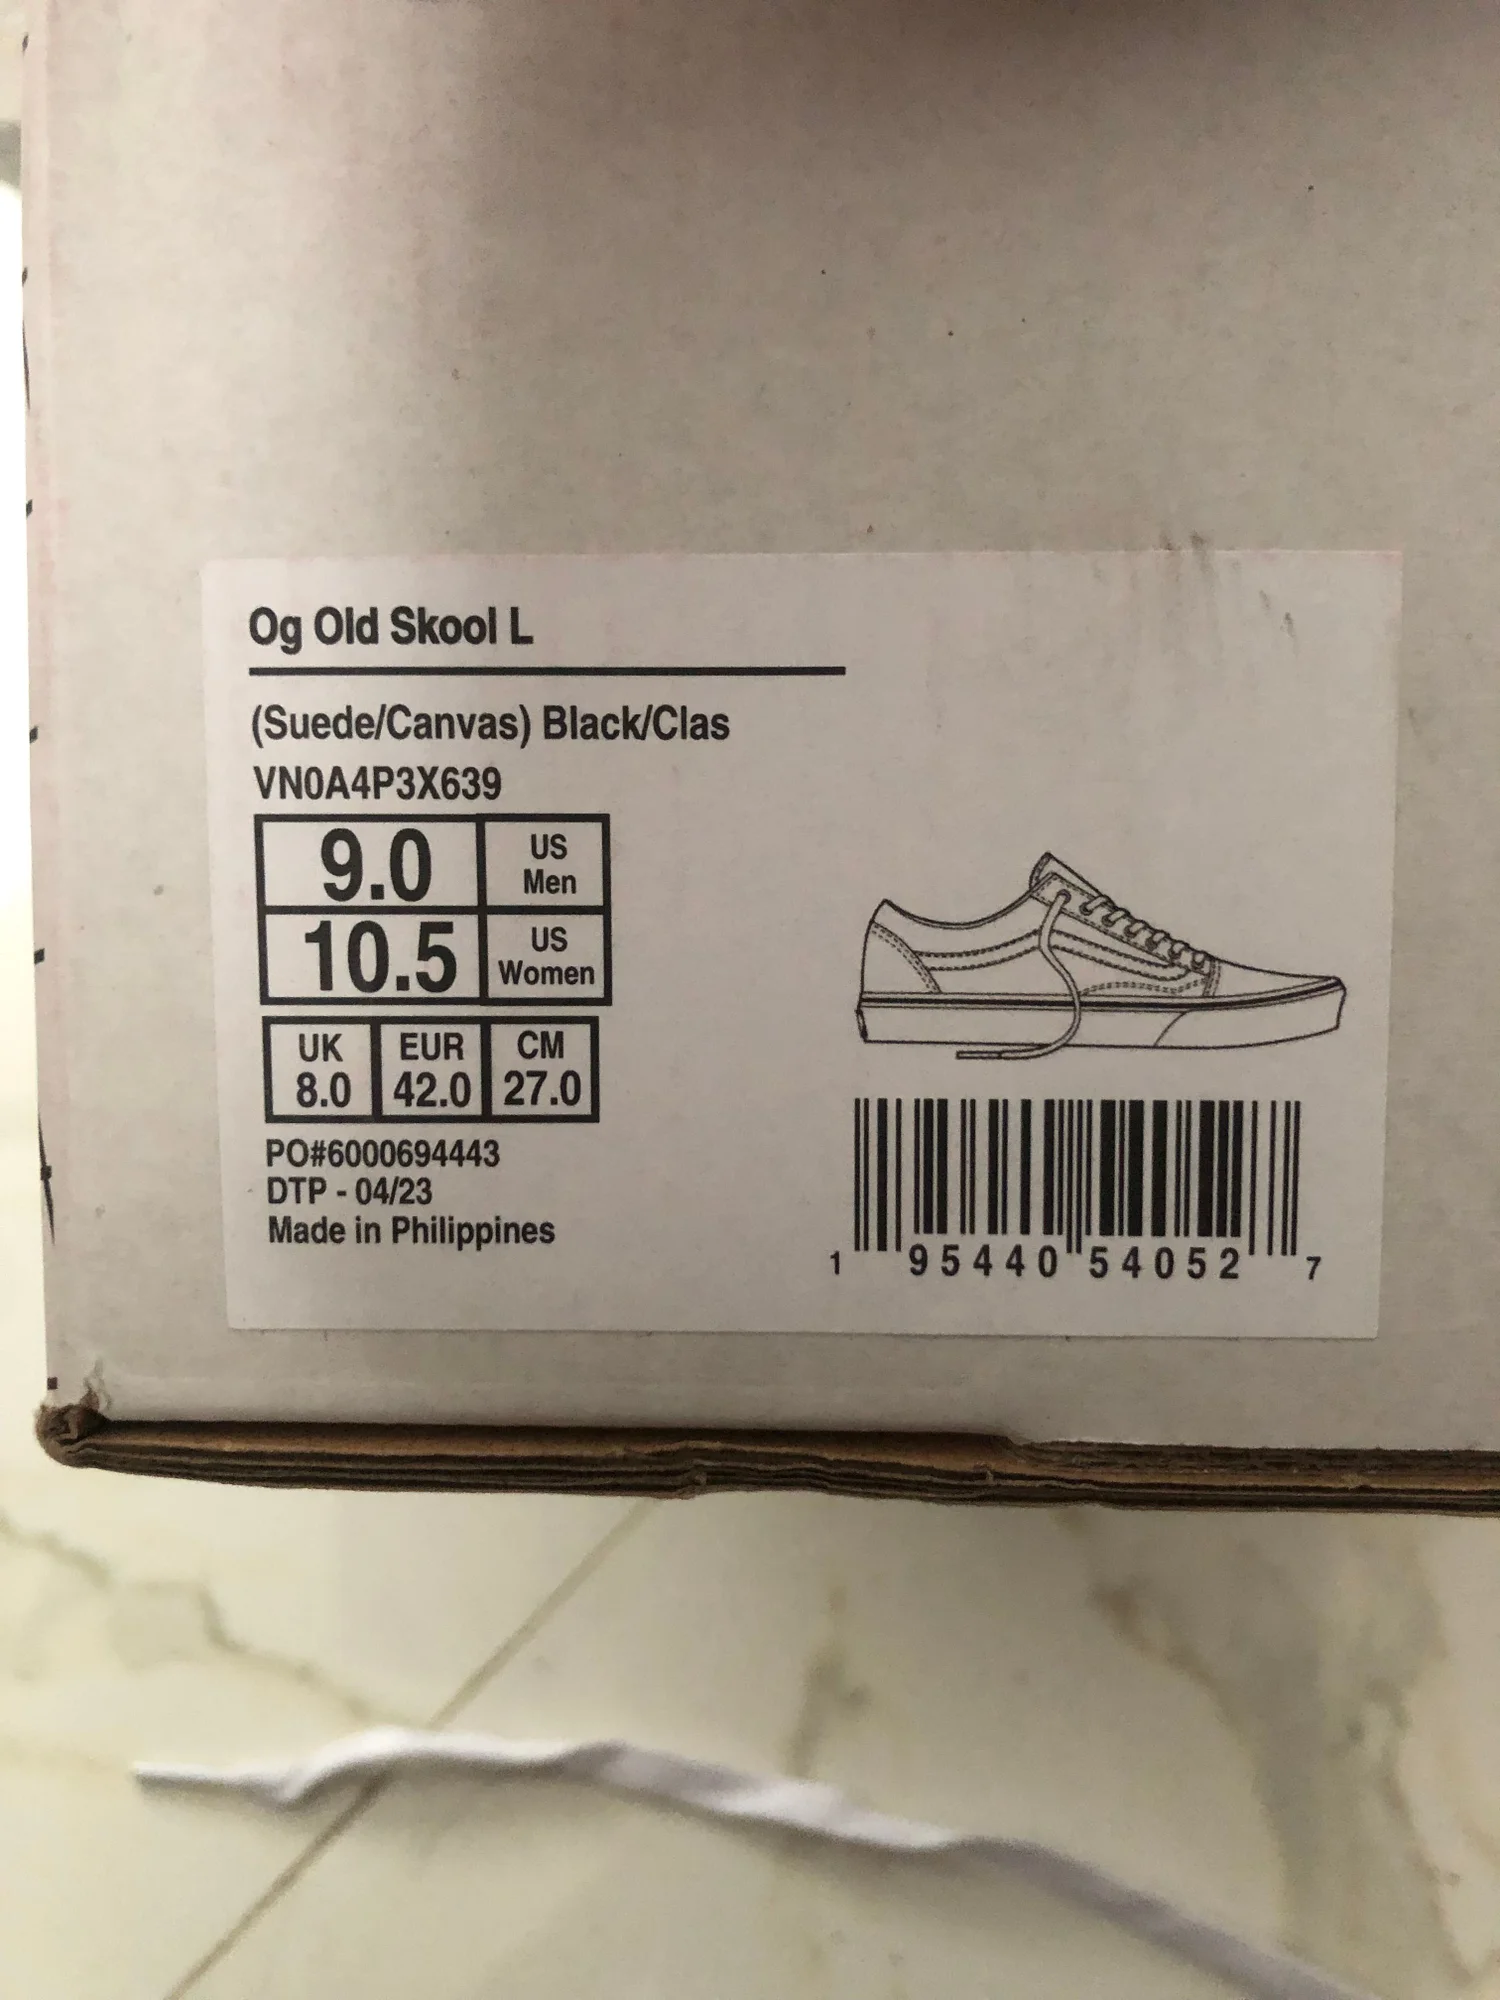 Og Old Skool L
(Suede/Canvas) Black/Clas
VN0A4P3X639
9.0 US Men
10.5 US Women
UK EUR CM
8.0 42.0 27.0
PO#6000694443
DTP - 04/23
Made in Philippines
1 95440 54052 7